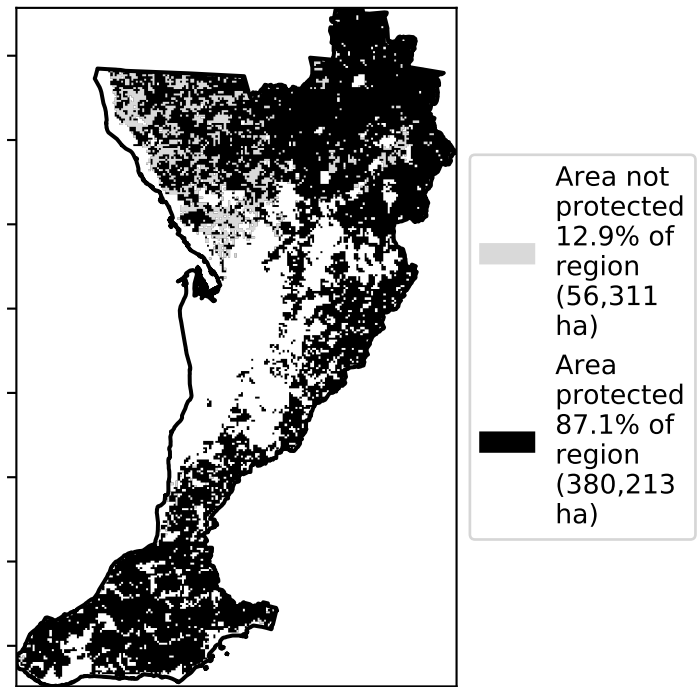 Area not
protected
12.9% of
region
(56,311
ha)
Area
protected
87.1% of
region
(380,213
ha)